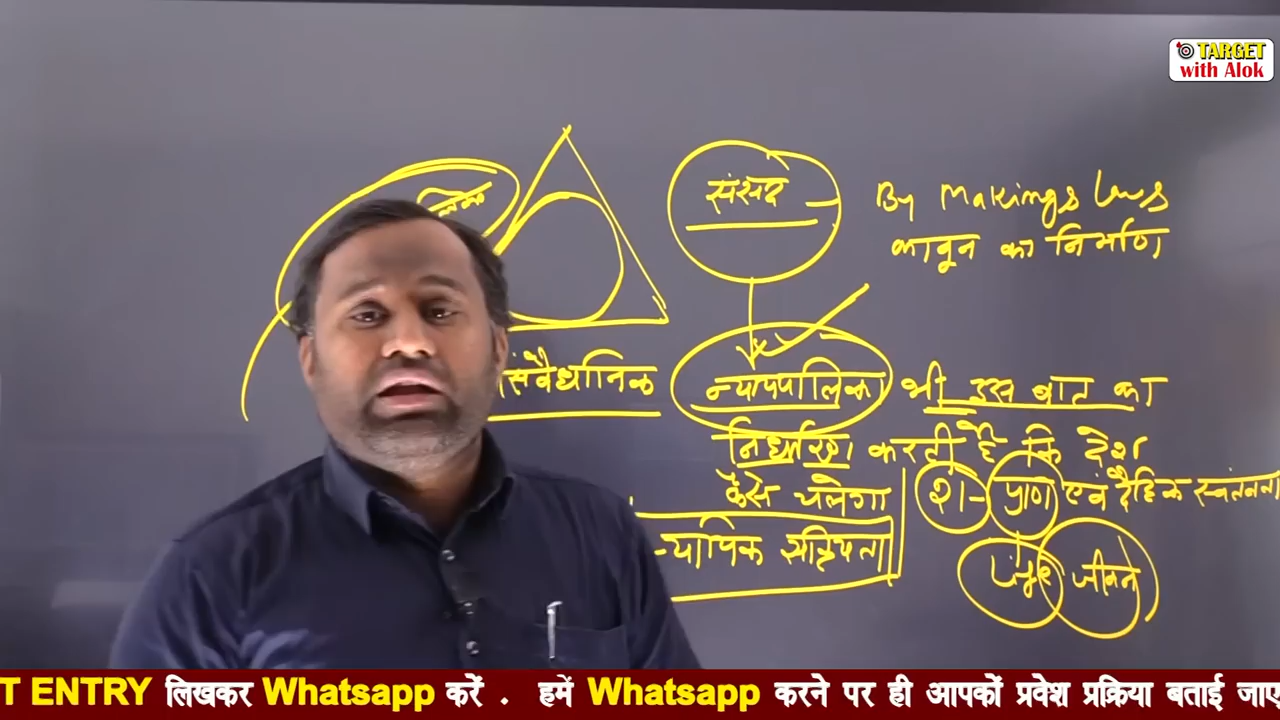 TARGET
with Alok
संसद
By Makings Laws
कानून का निर्माण
संवैधानिक
न्यायपालिका भी इस बात का
निर्धारण करती है कि देश
कैसे चलेगा
21- प्राण एवं दैहिक स्वतंत्रता
न्यायिक सक्रियता
जीवन
T ENTRY लिखकर Whatsapp करें . हमें Whatsapp करने पर ही आपकों प्रवेश प्रक्रिया बताई जाए